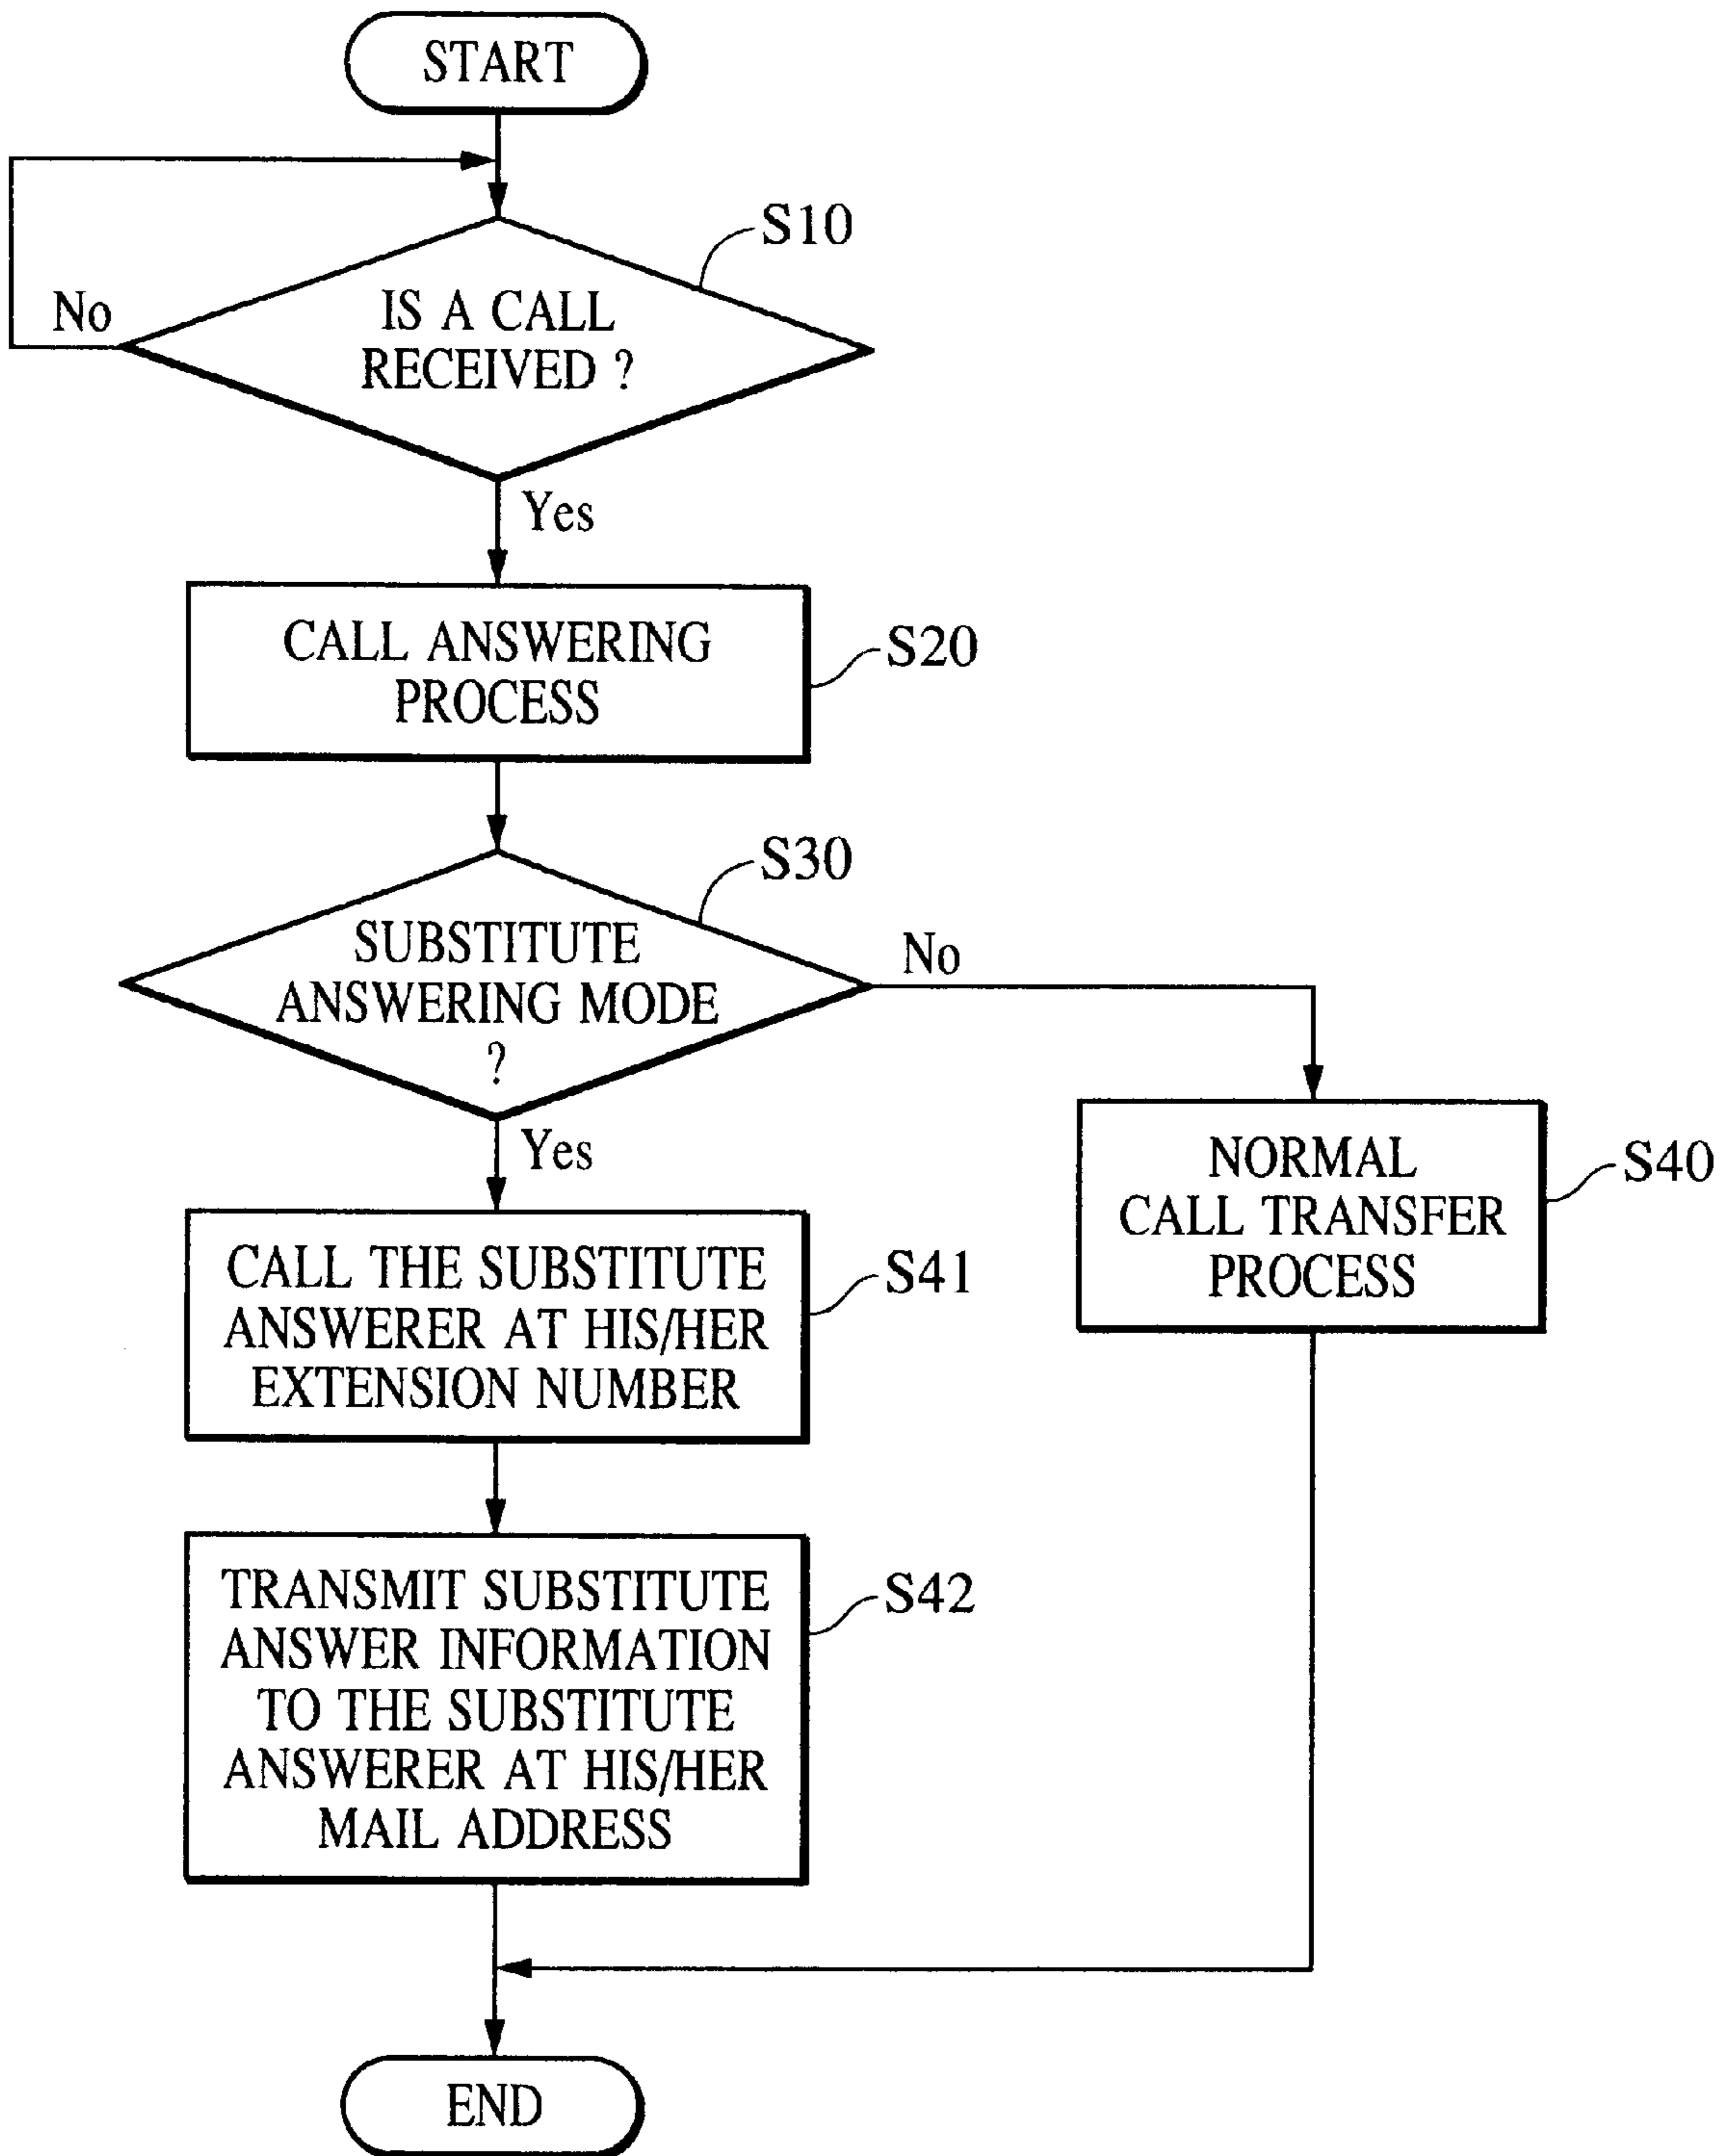 START
S10
No
IS A CALL
RECEIVED ?
Yes
CALL ANSWERING
PROCESS
S20
S30
SUBSTITUTE
ANSWERING MODE
?
No
Yes
NORMAL
CALL TRANSFER
PROCESS
S40
CALL THE SUBSTITUTE
ANSWERER AT HIS/HER
EXTENSION NUMBER
S41
TRANSMIT SUBSTITUTE
ANSWER INFORMATION
TO THE SUBSTITUTE
ANSWERER AT HIS/HER
MAIL ADDRESS
S42
END